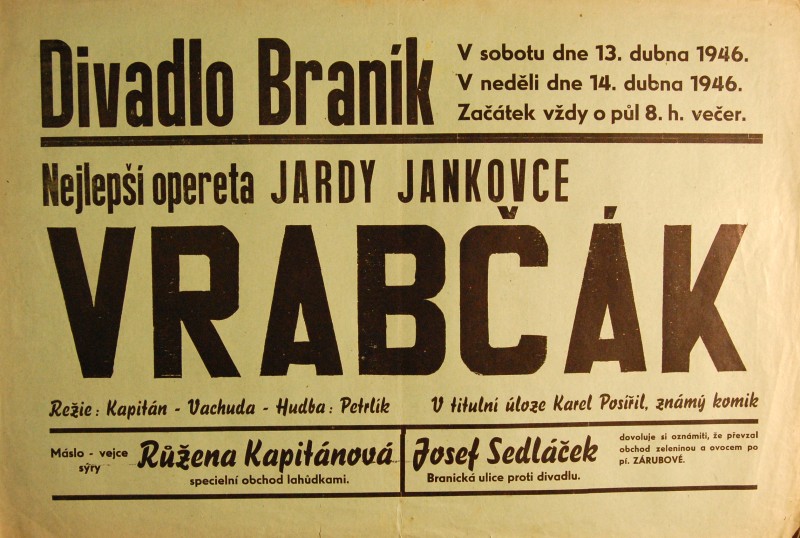 Divadlo Braník
V sobotu dne 13. dubna 1946.
V neděli dne 14. dubna 1946.
Začátek vždy o půl 8. h. večer.
Nejlepší opereta JARDY JANKOVCE
VRABČÁK
Režie: Kapitán - Vachuda - Hudba: Petrlík
V titulní úloze Karel Posířil, známý komik
Máslo - vejce
sýry
Růžena Kapitánová
specielní obchod lahůdkami.
Josef Sedláček
Branická ulice proti divadlu.
dovoluje si oznámiti, že převzal
obchod zeleninou a ovocem po
pí. ZÁRUBOVÉ.